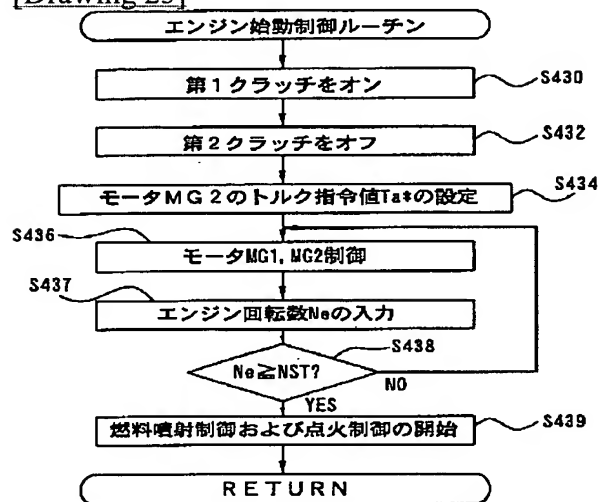 [Drawing 29]
エンジン始動制御ルーチン
第1クラッチをオン
S430
第2クラッチをオフ
S432
モータMG2のトルク指令値Ta*の設定
S434
S436
モータMG1,MG2制御
S437
エンジン回転数Neの入力
Ne≧NST?
S438
NO
YES
燃料噴射制御および点火制御の開始
S439
RETURN